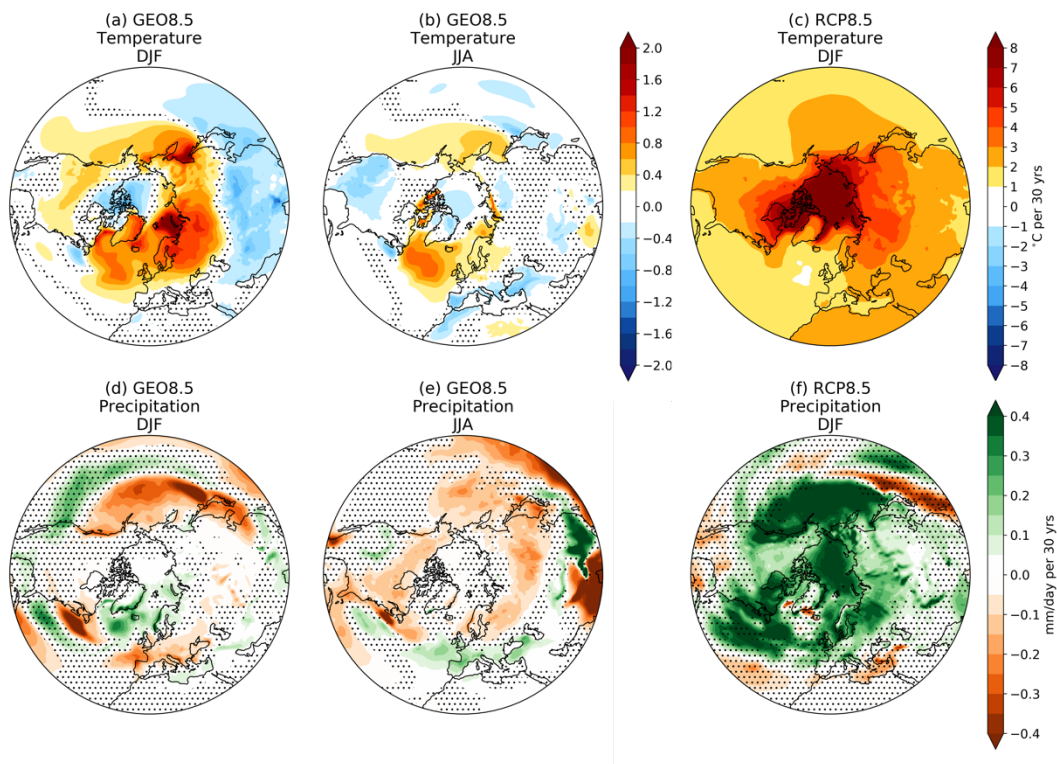 (a) GEO8.5
Temperature
DJF
(b) GEO8.5
Temperature
JJA
(c) RCP8.5
Temperature
DJF
2.0
1.6
1.2
0.8
0.4
0.0
−0.4
−0.8
−1.2
−1.6
−2.0
8
7
6
5
4
3
2
1
0
−1
−2
−3
−4
−5
−6
−7
−8
˚C per 30 yrs
(d) GEO8.5
Precipitation
DJF
(e) GEO8.5
Precipitation
JJA
(f) RCP8.5
Precipitation
DJF
0.4
0.3
0.2
0.1
0.0
−0.1
−0.2
−0.3
−0.4
mm/day per 30 yrs